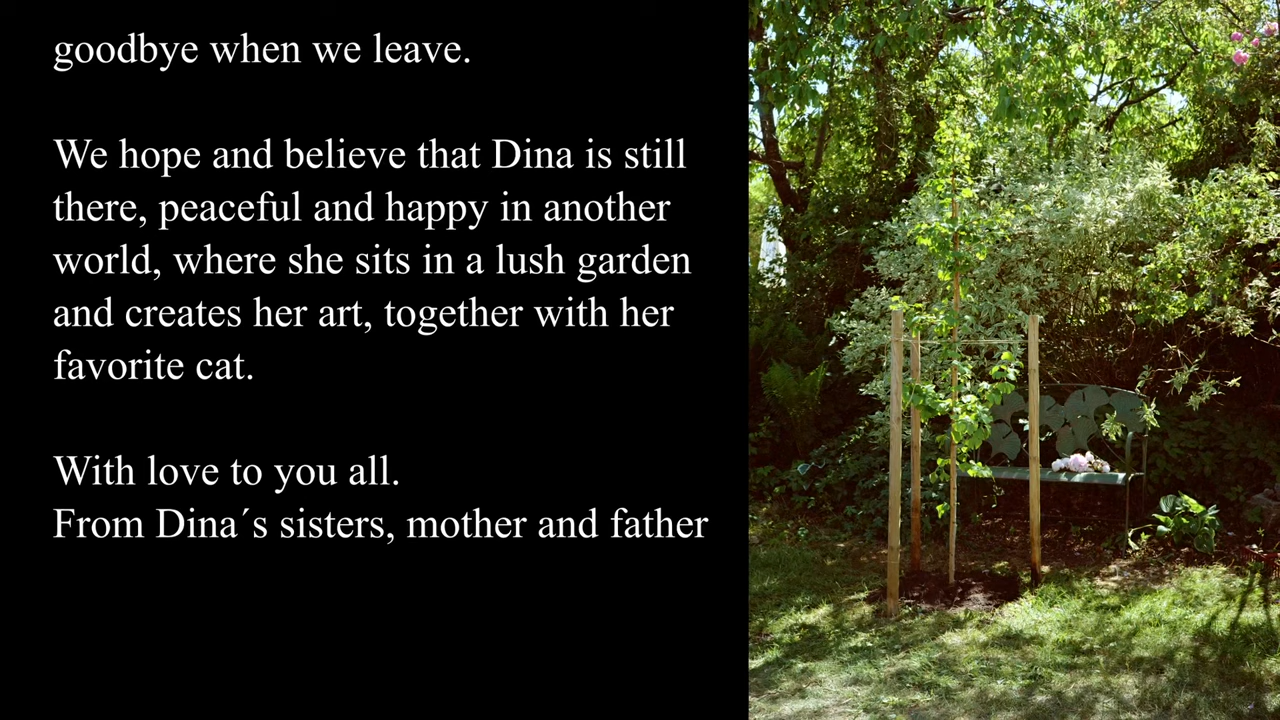 goodbye when we leave.
We hope and believe that Dina is still
there, peaceful and happy in another
world, where she sits in a lush garden
and creates her art, together with her
favorite cat.
With love to you all.
From Dina´s sisters, mother and father